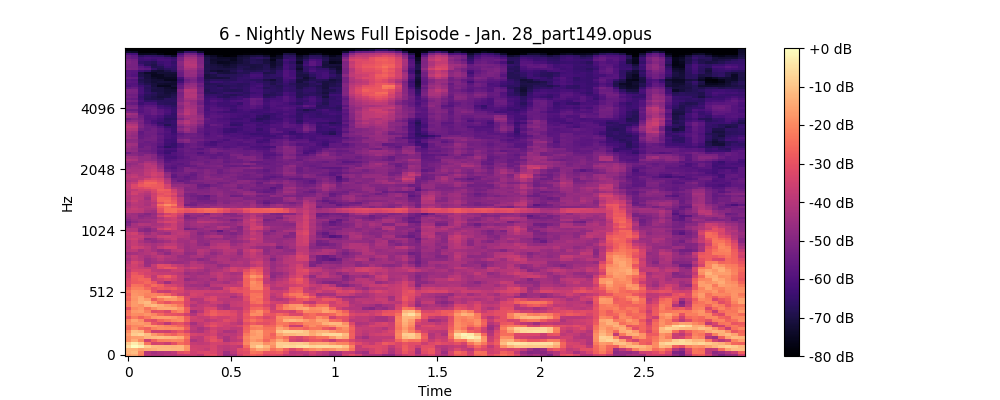 6 - Nightly News Full Episode - Jan. 28_part149.opus
Hz
4096
2048
1024
512
0
0
0.5
1
1.5
2
2.5
Time
+0 dB
-10 dB
-20 dB
-30 dB
-40 dB
-50 dB
-60 dB
-70 dB
-80 dB